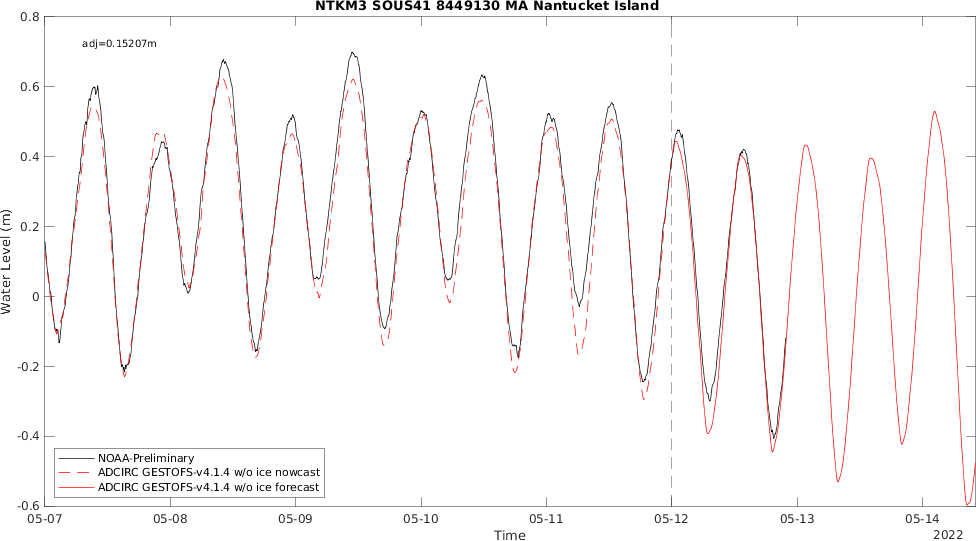 NTKM3 SOUS41 8449130 MA Nantucket Island
adj=0.15207m
0.8
0.6
0.4
0.2
0
-0.2
-0.4
-0.6
Water Level (m)
NOAA-Preliminary
ADCIRC GESTOFS-v4.1.4 w/o ice nowcast
ADCIRC GESTOFS-v4.1.4 w/o ice forecast
05-07 05-08 05-09 05-10 05-11 05-12 05-13 05-14
Time
2022